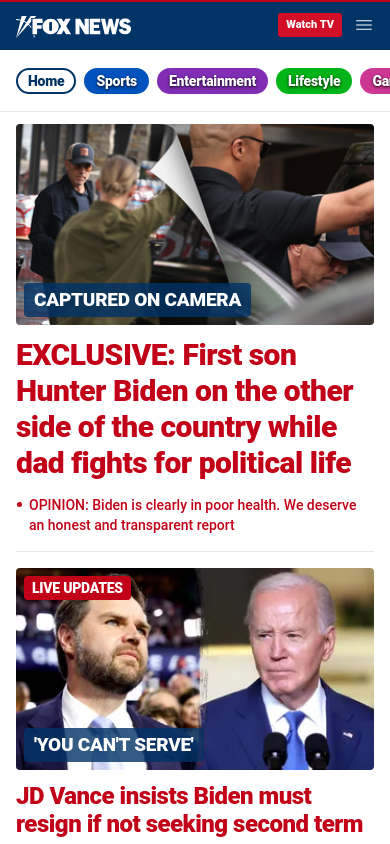 FOX NEWS
Watch TV
Home
Sports
Entertainment
Lifestyle
CAPTURED ON CAMERA
EXCLUSIVE: First son
Hunter Biden on the other
side of the country while
dad fights for political life
• OPINION: Biden is clearly in poor health. We deserve
an honest and transparent report
LIVE UPDATES
'YOU CAN'T SERVE'
JD Vance insists Biden must
resign if not seeking second term